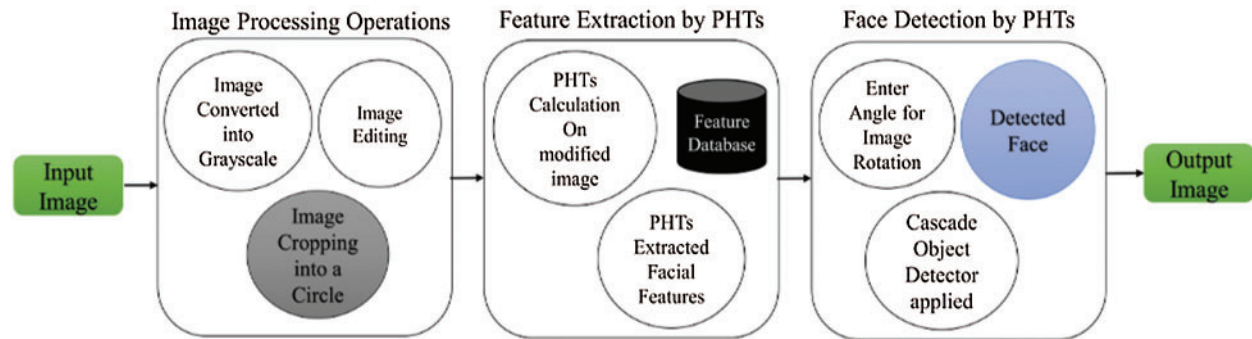 Image Processing Operations
Feature Extraction by PHTs
Face Detection by PHTs
Input
Image
Image
Converted
into
Grayscale
Image
Editing
Image
Cropping
into a
Circle
PHTs
Calculation
On
modified
image
Feature
Database
PHTs
Extracted
Facial
Features
Enter
Angle for
Image
Rotation
Detected
Face
Cascade
Object
Detector
applied
Output
Image